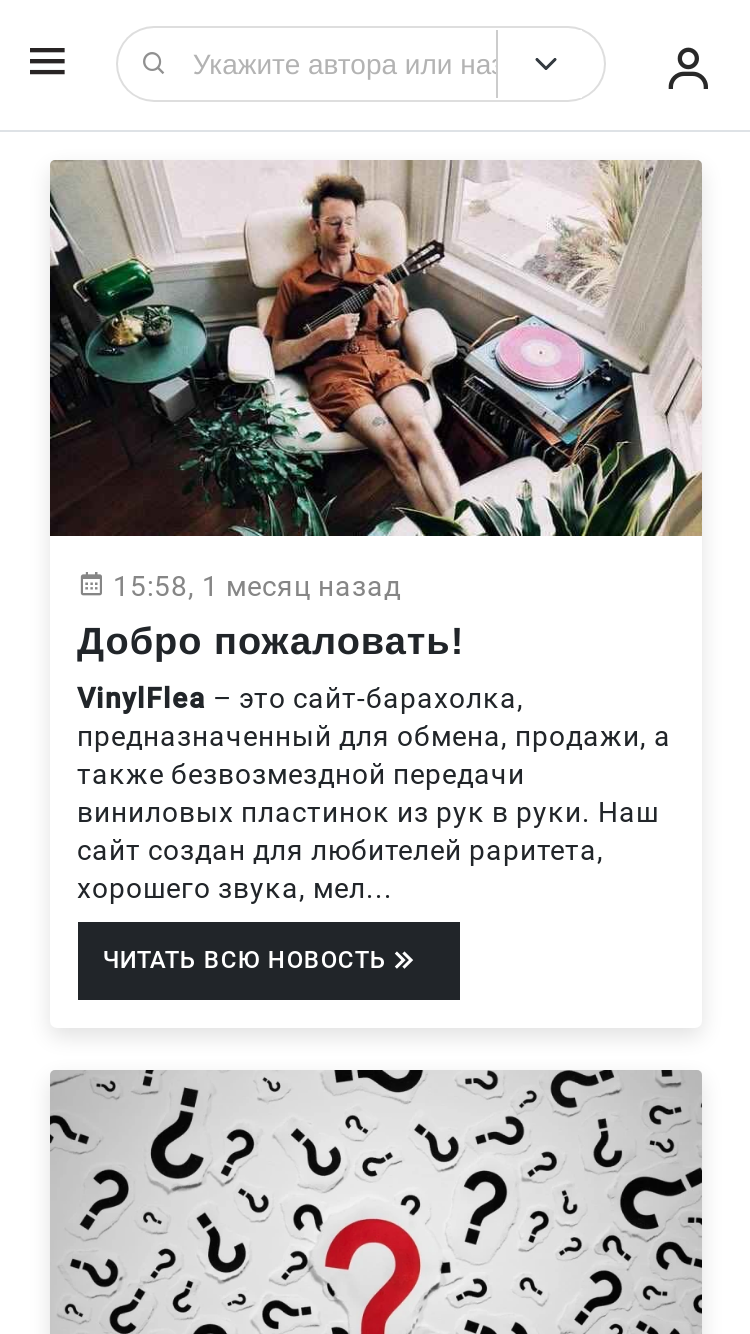 Укажите автора или наз
15:58, 1 месяц назад
Добро пожаловать!
VinylFlea – это сайт-барахолка,
предназначенный для обмена, продажи, а
также безвозмездной передачи
виниловых пластинок из рук в руки. Наш
сайт создан для любителей раритета,
хорошего звука, мел...
ЧИТАТЬ ВСЮ НОВОСТЬ »